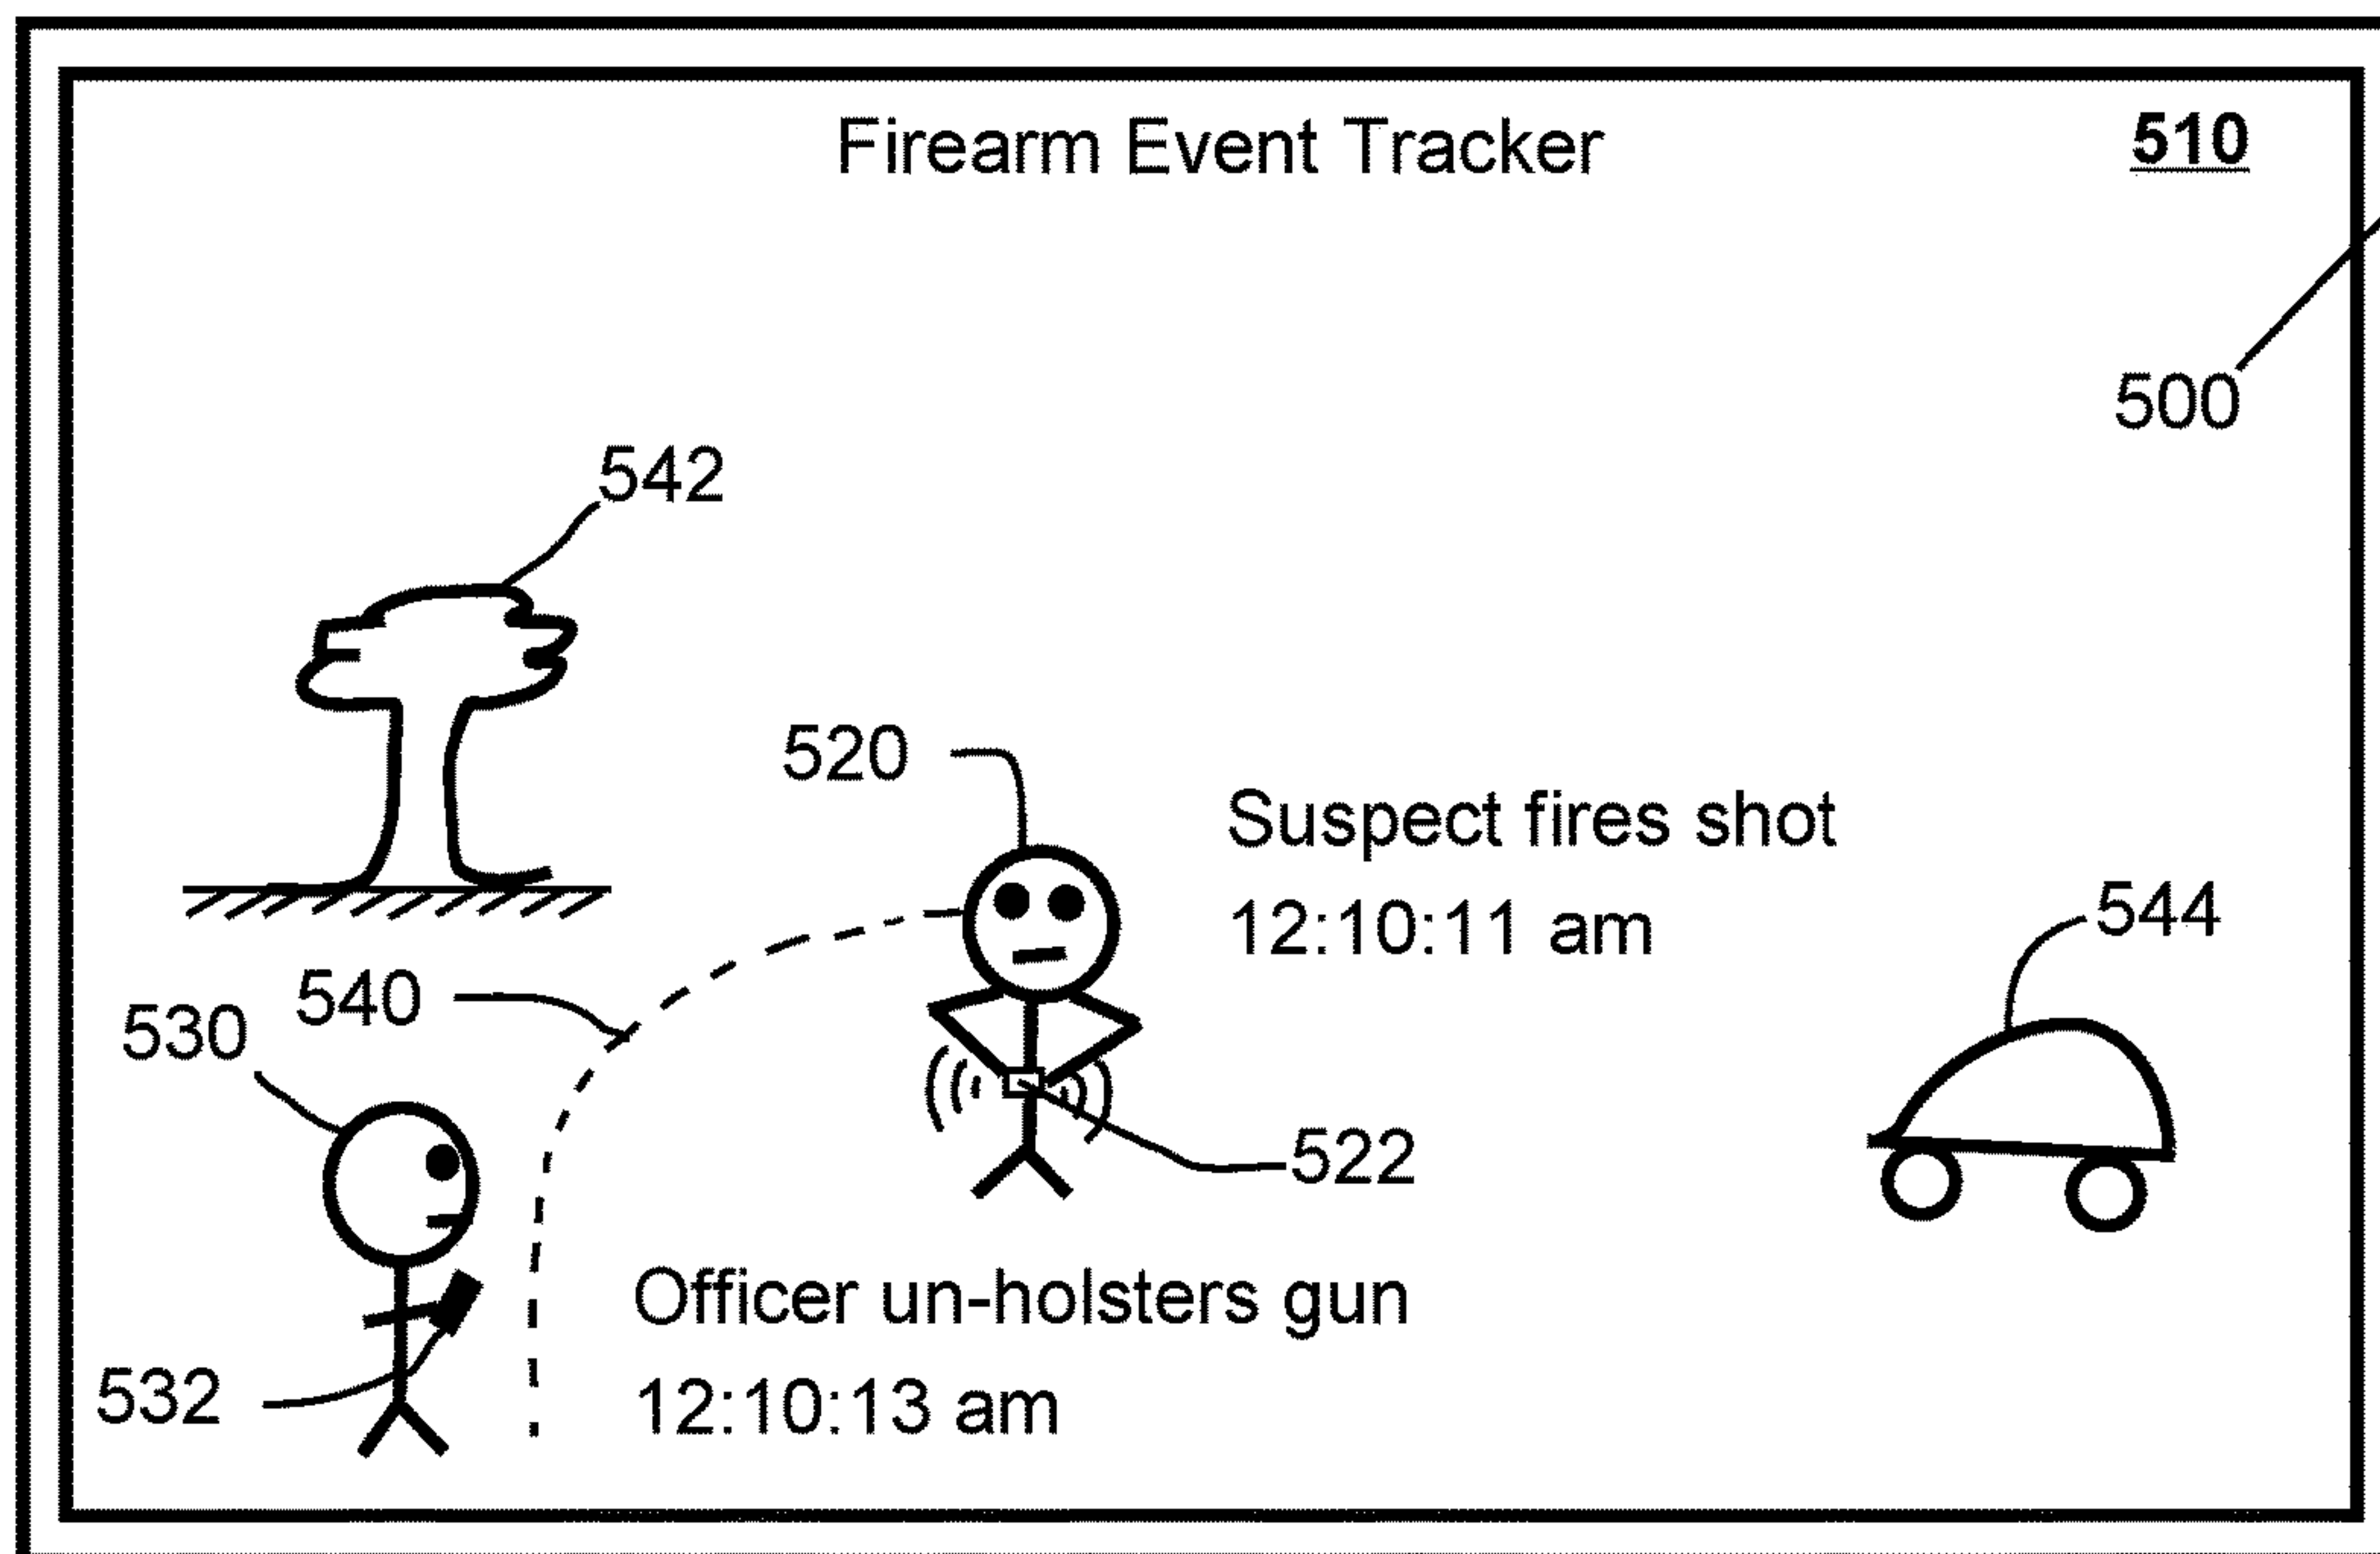 Firearm Event Tracker
510
500
542
520
Suspect fires shot
12:10:11 am
544
540
530
522
Officer un-holsters gun
12:10:13 am
532